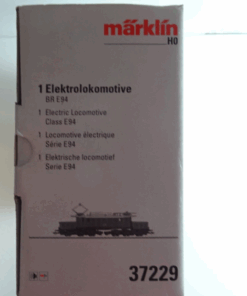 märklin
H0
1 Elektrolokomotive
BR E94
1 Electric Locomotive
Class E94
1 Locomotive électrique
Série E94
1 Elektrische locomotief
Serie E94
37229